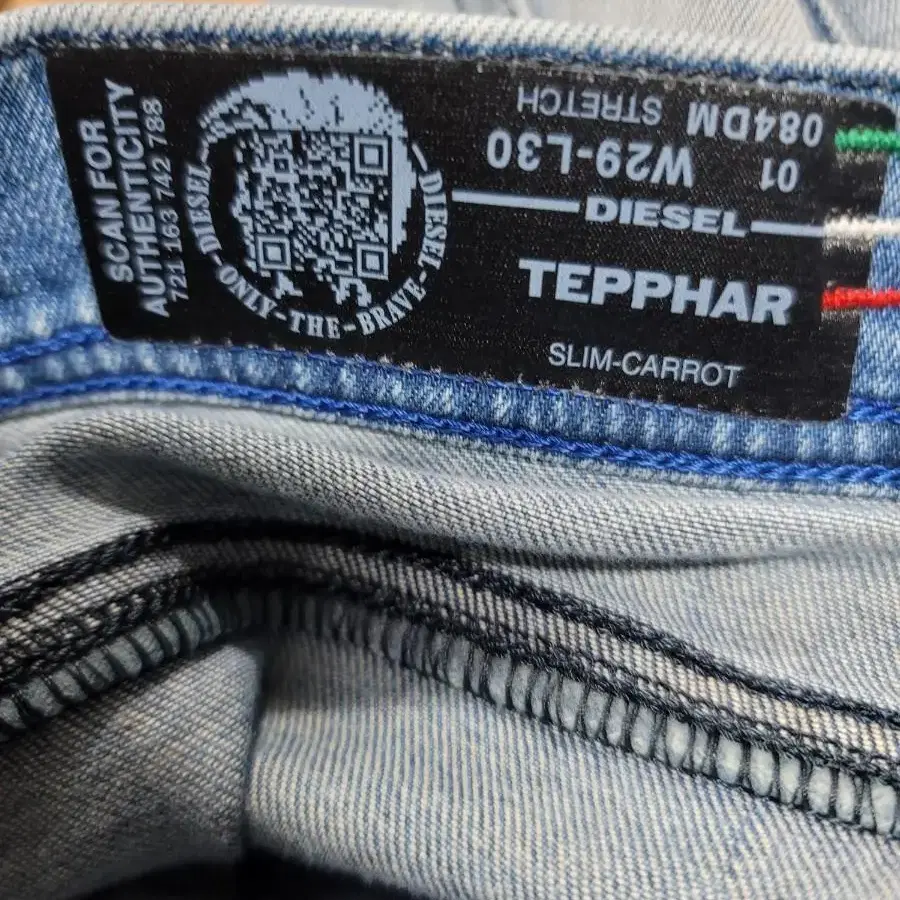 SCAN FOR
AUTHENTICITY
7211 163 742 788
DIESEL-ONLY-THE-BRAVE-DIESEL
084DM STRETCH
01 W29-L30
DIESEL
TEPPHAR
SLIM-CARROT